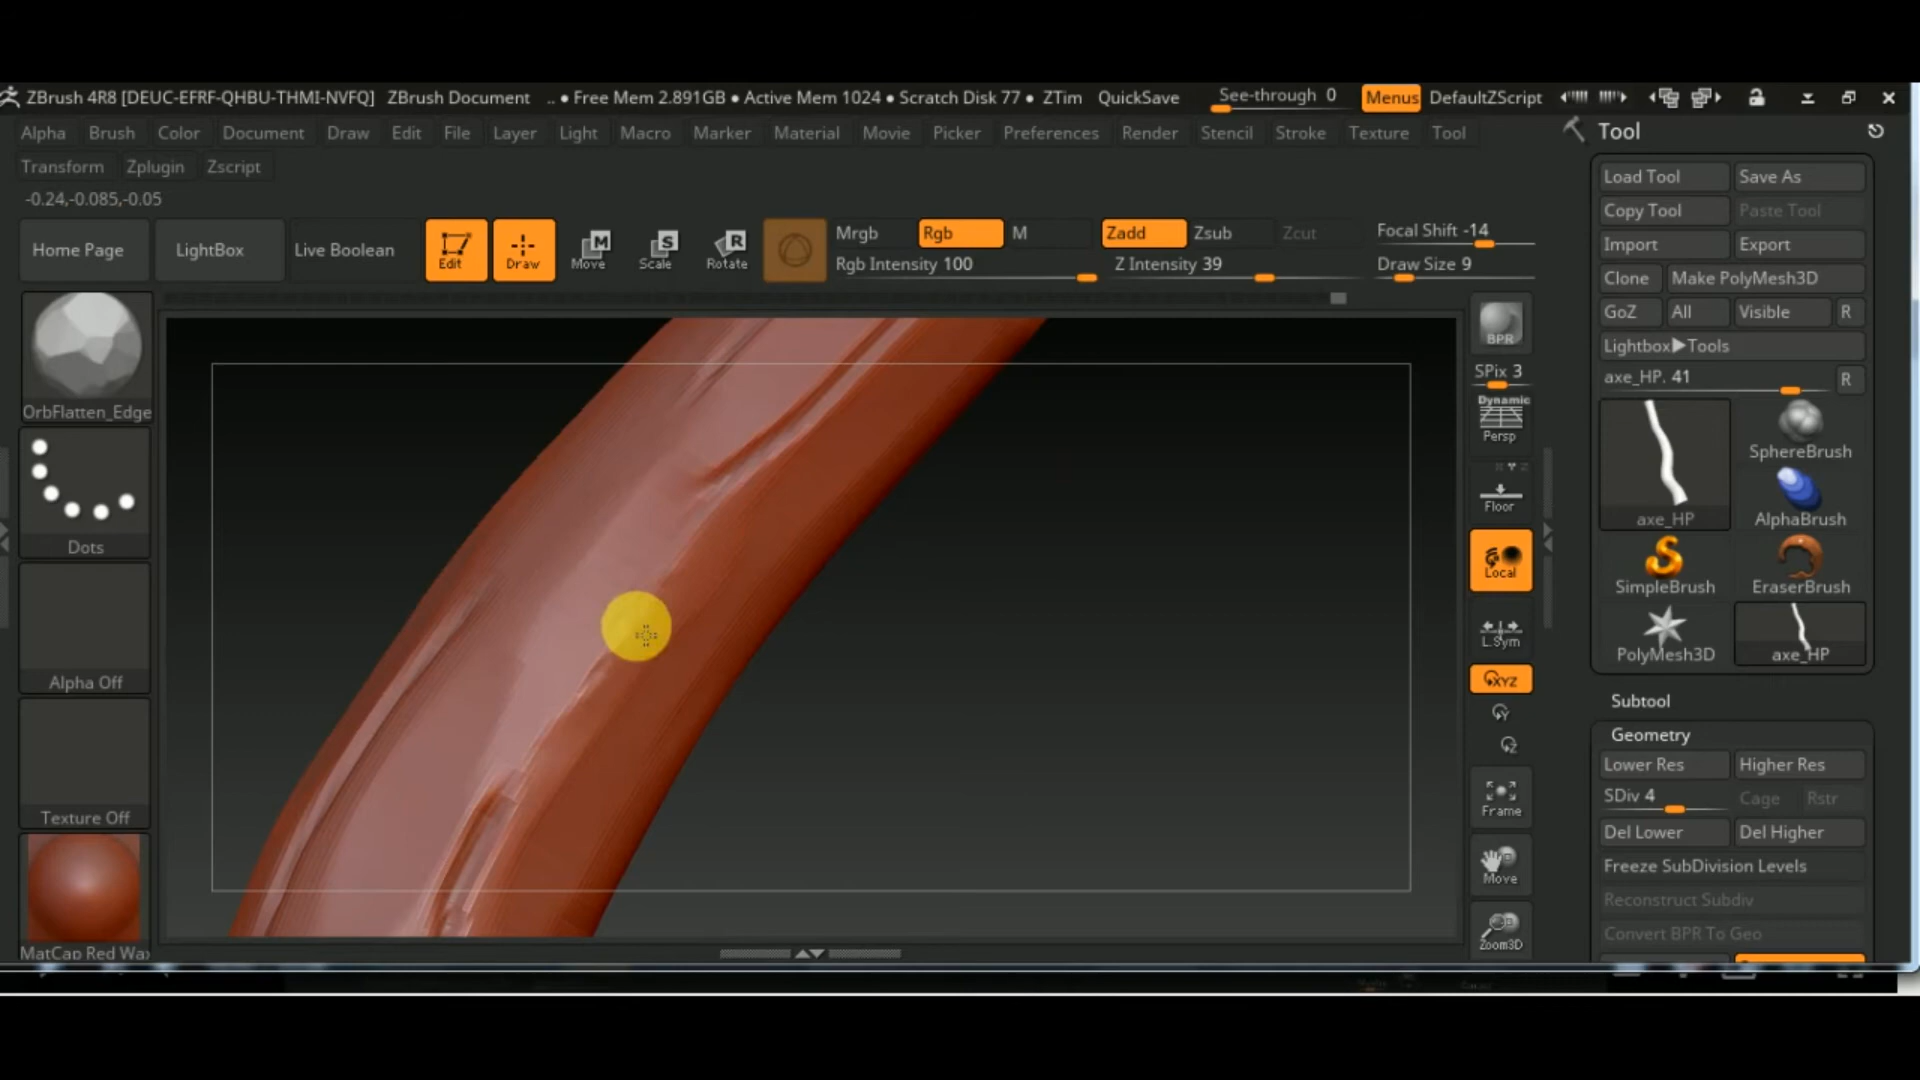 ZBrush 4R8 [DEUC-EFRF-QHBU-THMI-NVFQ] ZBrush Document .. • Free Mem 2.891GB • Active Mem 1024 • Scratch Disk 77 • ZTim QuickSave See-through 0 Menus DefaultZScript
Alpha Brush Color Document Draw Edit File Layer Light Macro Marker Material Movie Picker Preferences Render Stencil Stroke Texture Tool
Transform Zplugin Zscript
-0.24,-0.085,-0.05
Home Page LightBox Live Boolean Edit Draw Move Scale Rotate
M S R
Mrgb Rgb M Zadd Zsub Zcut Focal Shift -14
Rgb Intensity 100 Z Intensity 39 Draw Size 9
OrbFlatten_Edge
Dots
Alpha Off
Texture Off
MatCap Red Wax
BPR
SPix 3
Dynamic
Persp
Floor
Local
L.Sym
XYZ
Y
Z
Frame
Move
Zoom3D
Tool
Load Tool Save As
Copy Tool Paste Tool
Import Export
Clone Make PolyMesh3D
GoZ All Visible R
Lightbox▶Tools
axe_HP. 41 R
axe_HP SphereBrush
AlphaBrush
SimpleBrush EraserBrush
PolyMesh3D axe_HP
Subtool
Geometry
Lower Res Higher Res
SDiv 4 Cage Rstr
Del Lower Del Higher
Freeze SubDivision Levels
Reconstruct Subdiv
Convert BPR To Geo